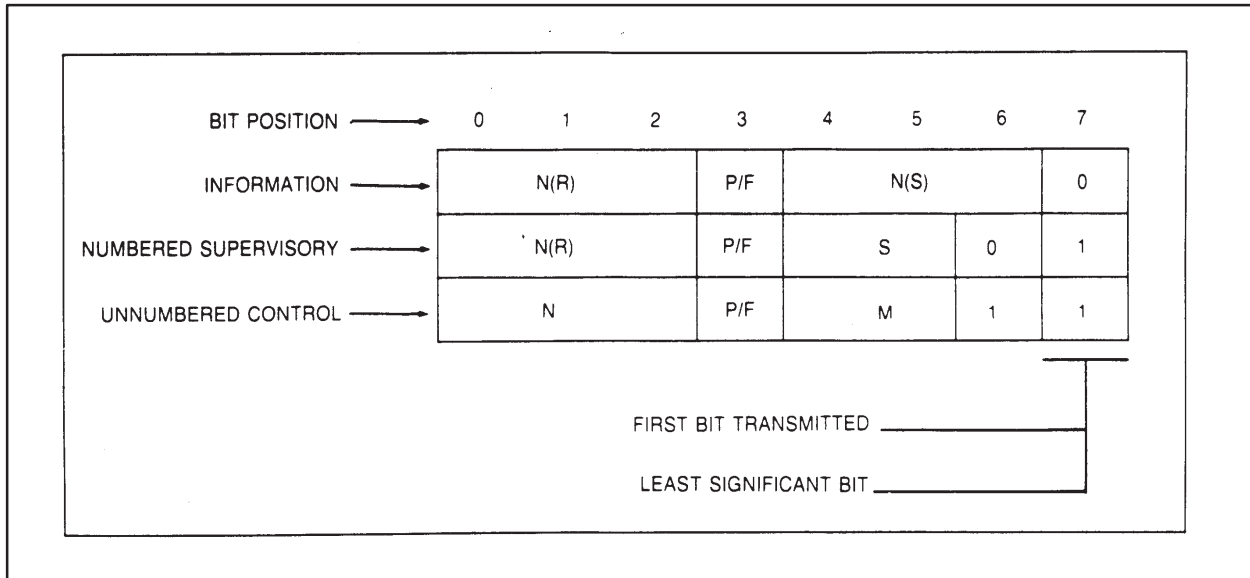 BIT POSITION 0 1 2 3 4 5 6 7
INFORMATION N(R) P/F N(S) 0
NUMBERED SUPERVISORY N(R) P/F S 0 1
UNNUMBERED CONTROL N P/F M 1 1
FIRST BIT TRANSMITTED
LEAST SIGNIFICANT BIT